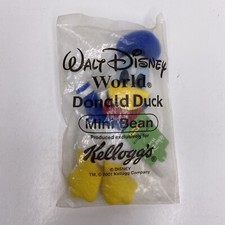 WALT DISNEY
World®
Donald Duck
Mini Bean
Produced exclusively for
Kellogg's
© DISNEY
TM, © 2001 Kellogg Company